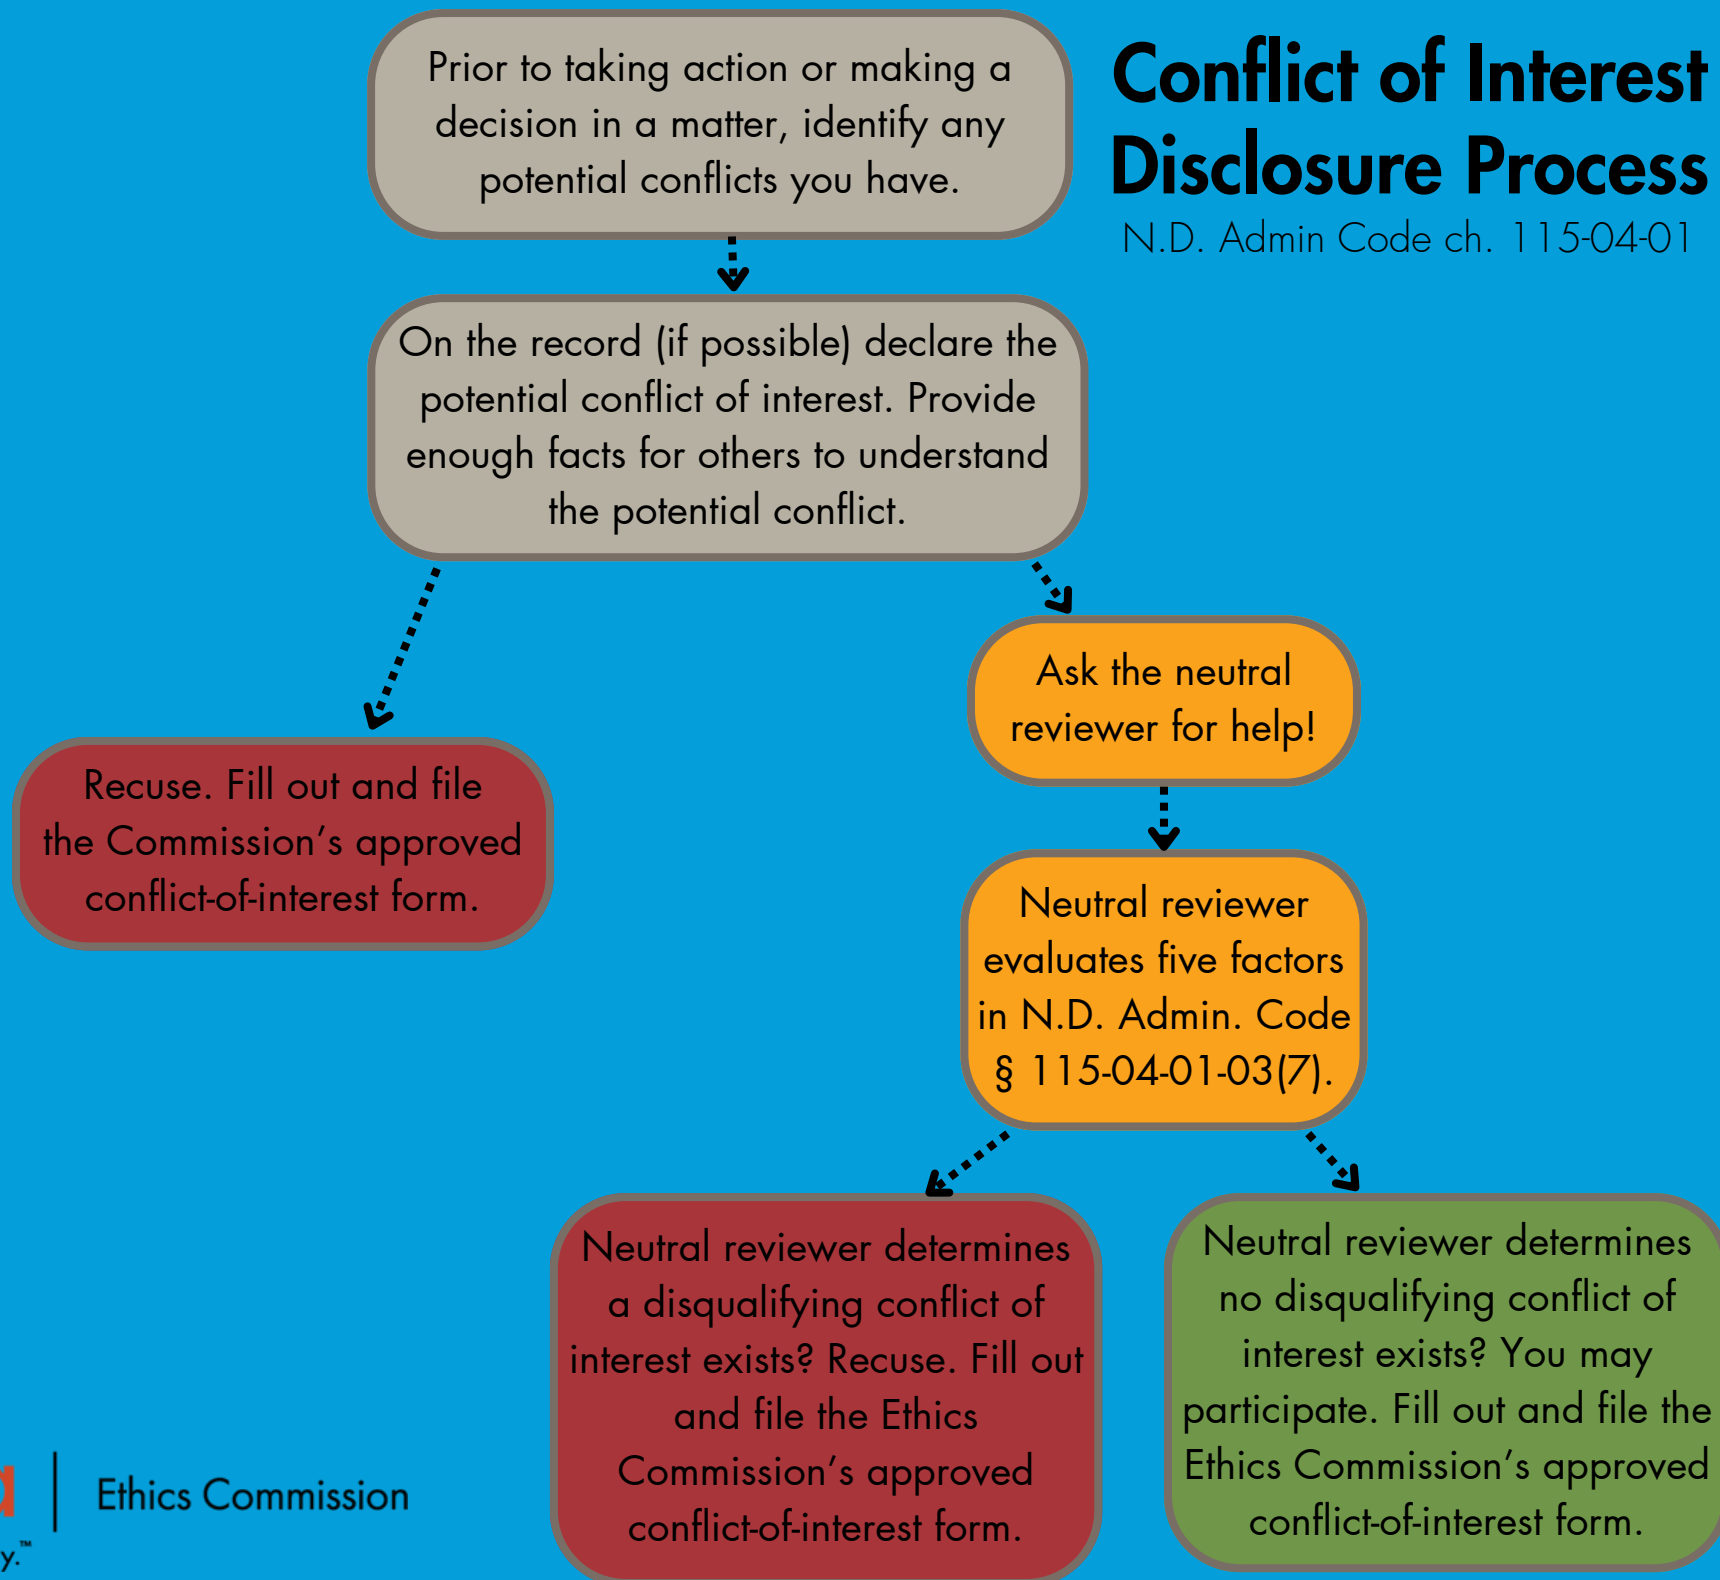 Conflict of Interest
Disclosure Process
N.D. Admin Code ch. 115-04-01
Prior to taking action or making a
decision in a matter, identify any
potential conflicts you have.
On the record (if possible) declare the
potential conflict of interest. Provide
enough facts for others to understand
the potential conflict.
Recuse. Fill out and file
the Commission’s approved
conflict-of-interest form.
Ask the neutral
reviewer for help!
Neutral reviewer
evaluates five factors
in N.D. Admin. Code
§ 115-04-01-03(7).
Neutral reviewer determines
a disqualifying conflict of
interest exists? Recuse. Fill out
and file the Ethics
Commission’s approved
conflict-of-interest form.
Neutral reviewer determines
no disqualifying conflict of
interest exists? You may
participate. Fill out and file the
Ethics Commission’s approved
conflict-of-interest form.
Ethics Commission